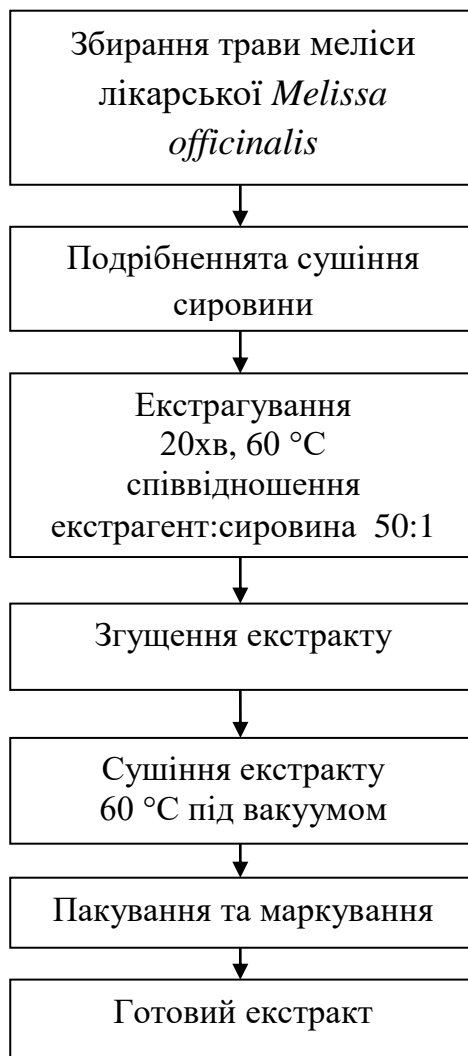 Збирання трави меліси
лікарської Melissa
officinalis
Подрібненнята сушіння
сировини
Екстрагування
20хв, 60 °С
співвідношення
екстрагент:сировина 50:1
Згущення екстракту
Сушіння екстракту
60 °С під вакуумом
Пакування та маркування
Готовий екстракт